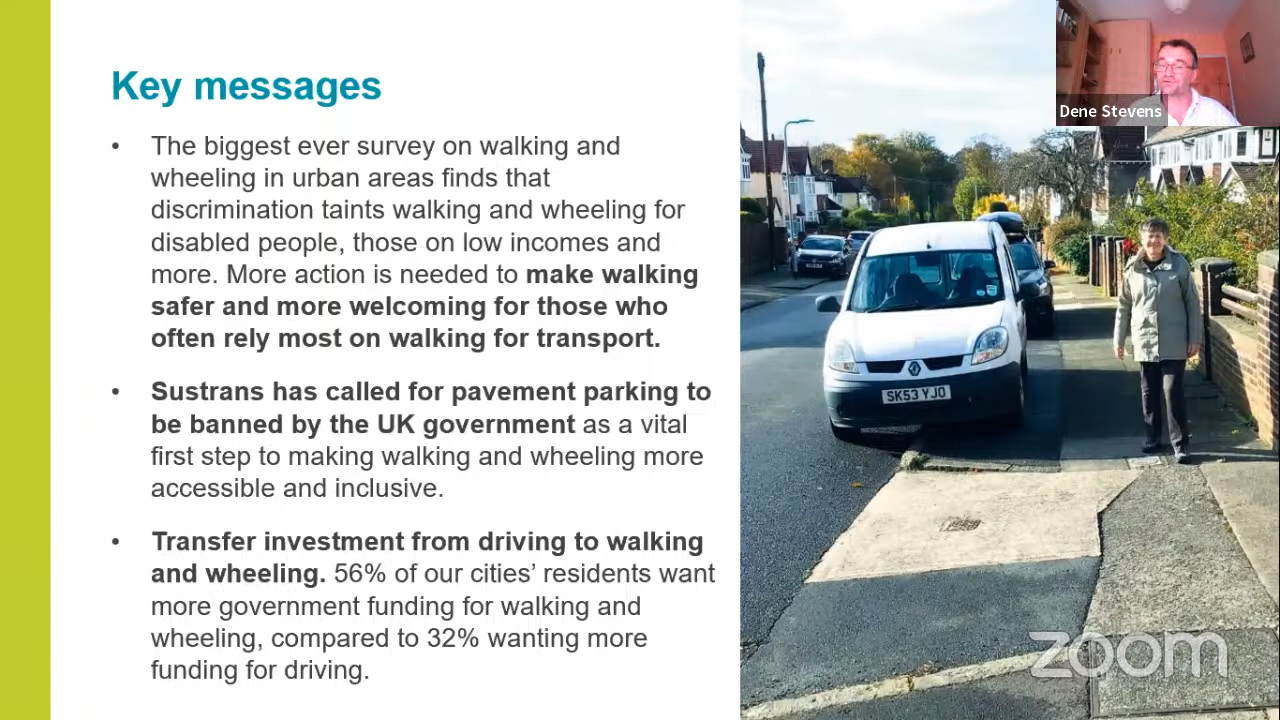 Key messages
• The biggest ever survey on walking and
wheeling in urban areas finds that
discrimination taints walking and wheeling for
disabled people, those on low incomes and
more. More action is needed to make walking
safer and more welcoming for those who
often rely most on walking for transport.
• Sustrans has called for pavement parking to
be banned by the UK government as a vital
first step to making walking and wheeling more
accessible and inclusive.
• Transfer investment from driving to walking
and wheeling. 56% of our cities’ residents want
more government funding for walking and
wheeling, compared to 32% wanting more
funding for driving.
Dene Stevens
SK53 YJO
zoom